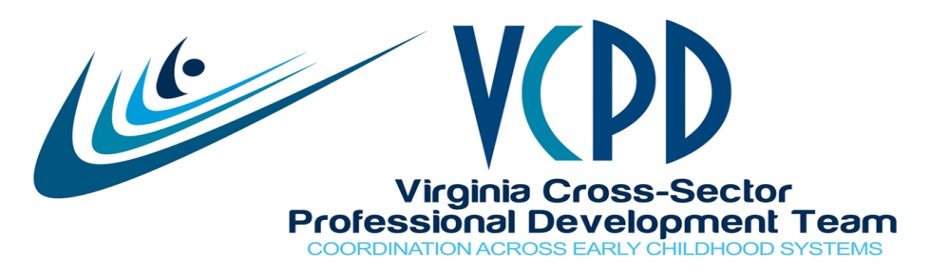 VCPD
Virginia Cross-Sector
Professional Development Team
COORDINATION ACROSS EARLY CHILDHOOD SYSTEMS